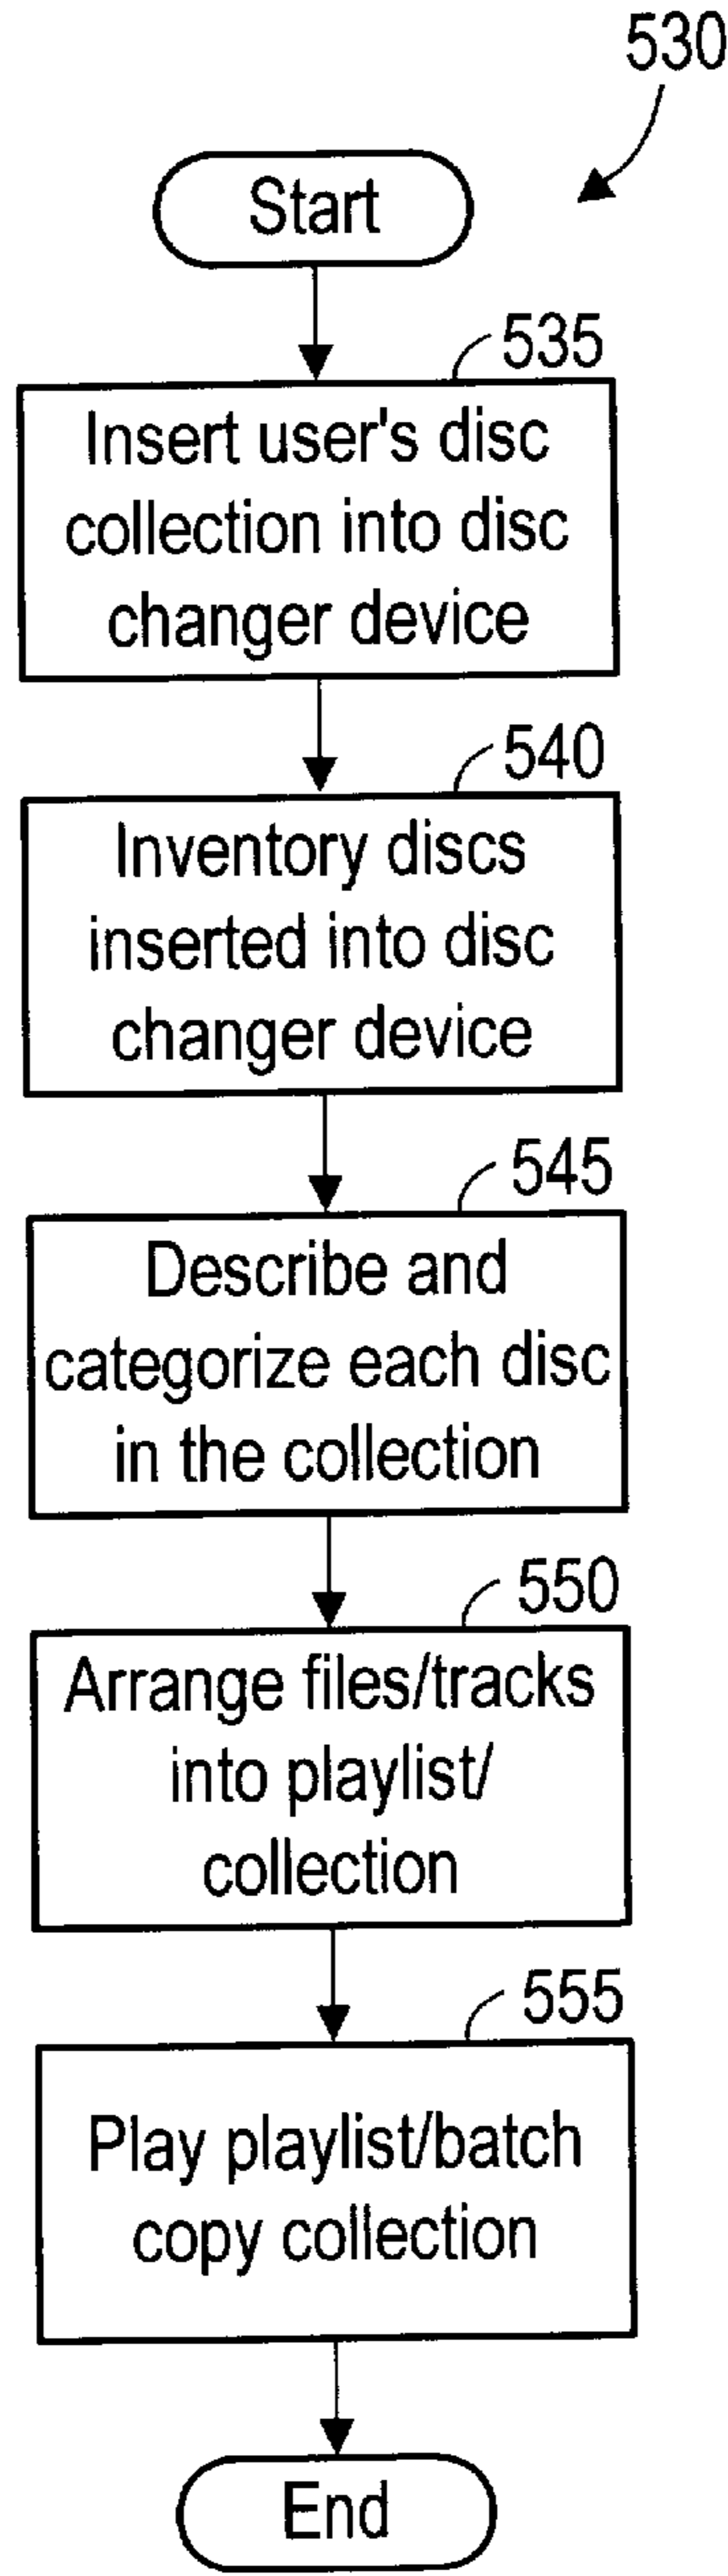 530
Start
535
Insert user's disc
collection into disc
changer device
540
Inventory discs
inserted into disc
changer device
545
Describe and
categorize each disc
in the collection
550
Arrange files/tracks
into playlist/
collection
555
Play playlist/batch
copy collection
End